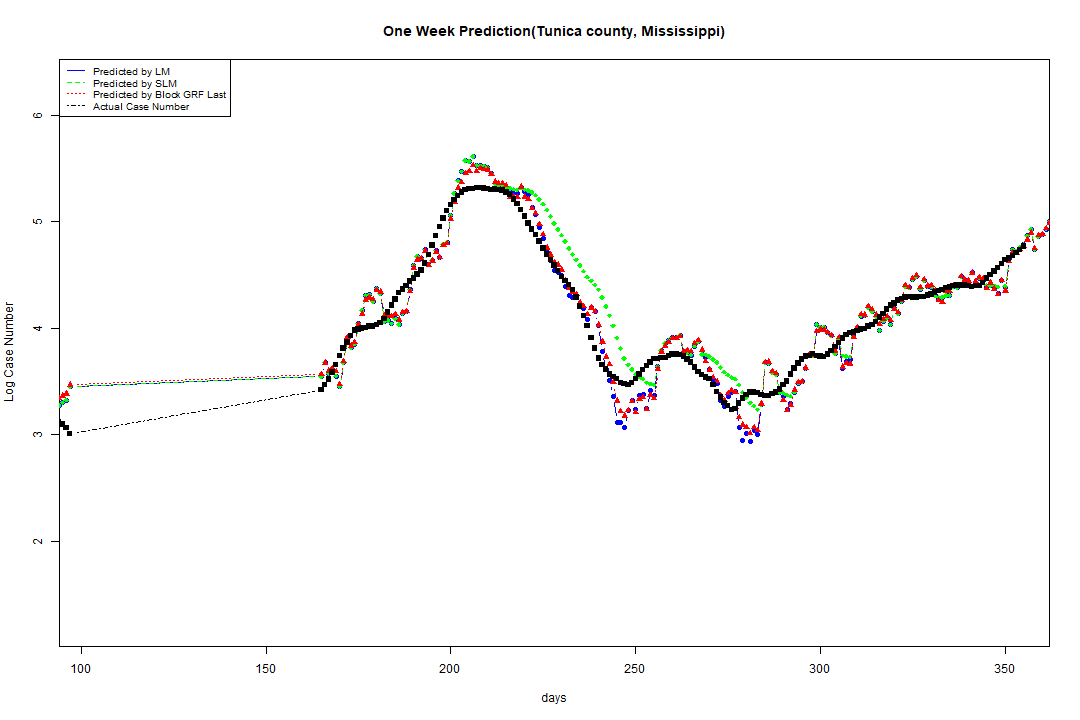 One Week Prediction(Tunica county, Mississippi)
Predicted by LM
Predicted by SLM
Predicted by Block GRF Last
Actual Case Number
Log Case Number
6
5
4
3
2
100 150 200 250 300 350
days